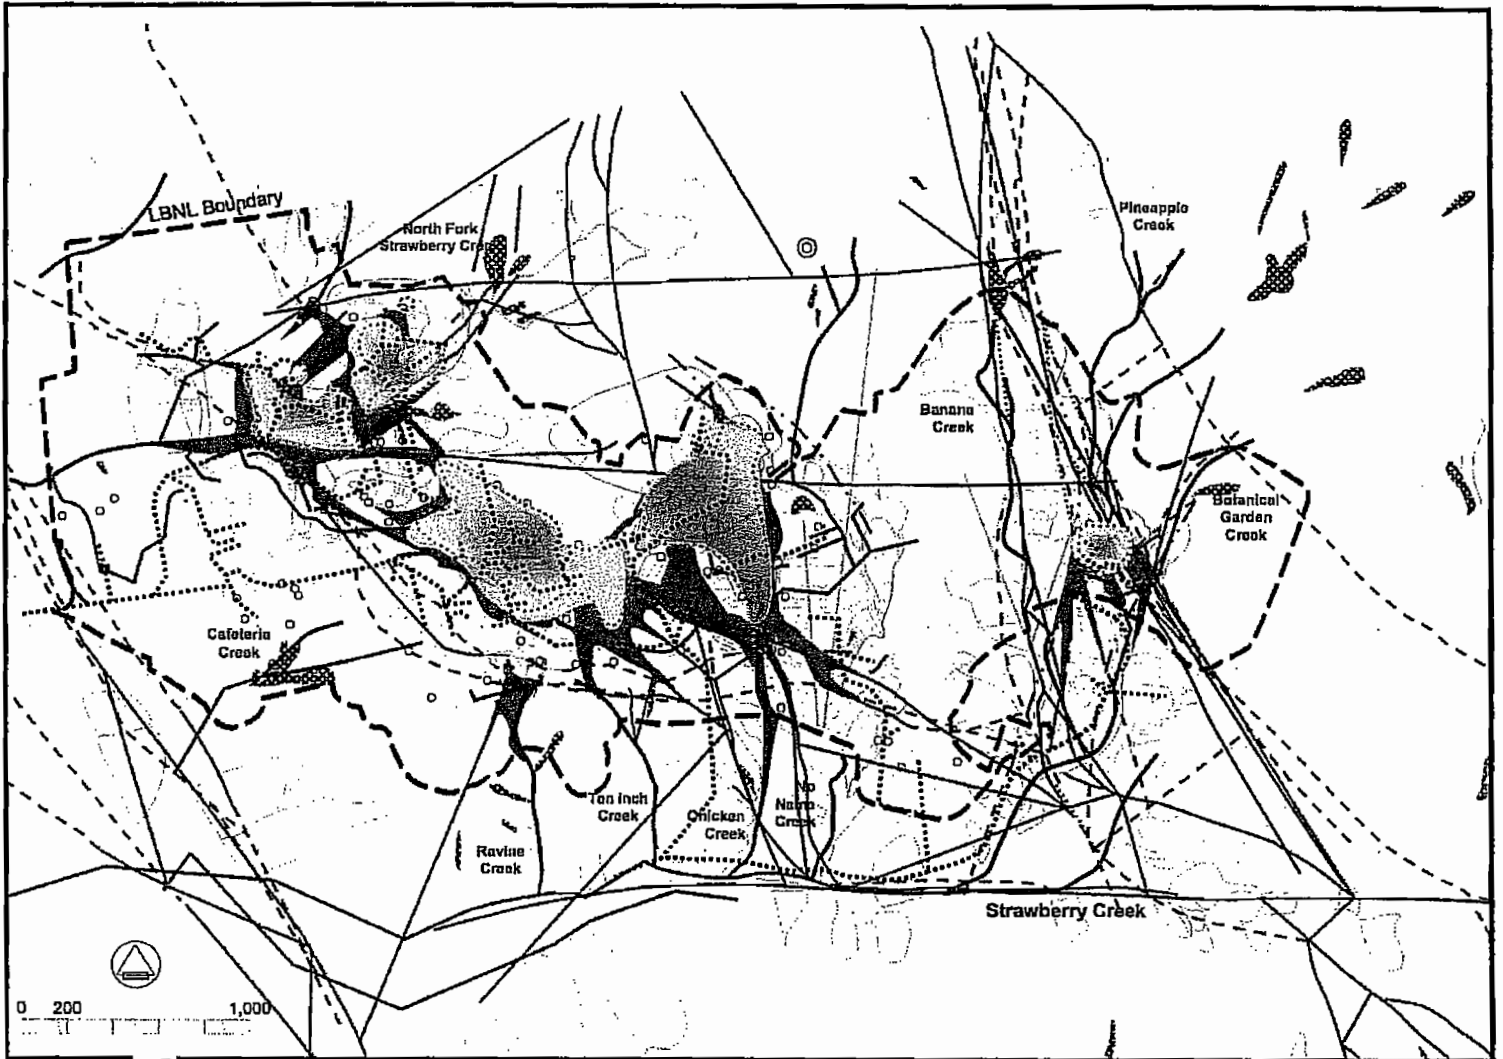 LBNL Boundary
North Fork
Strawberry Creek
Pineapple
Creek
Banana
Creek
Botanical
Garden
Creek
Cafeteria
Creek
Ten Inch
Creek
Chicken
Creek
No
Name
Creek
Ravine
Creek
Strawberry Creek
0 200 1,000